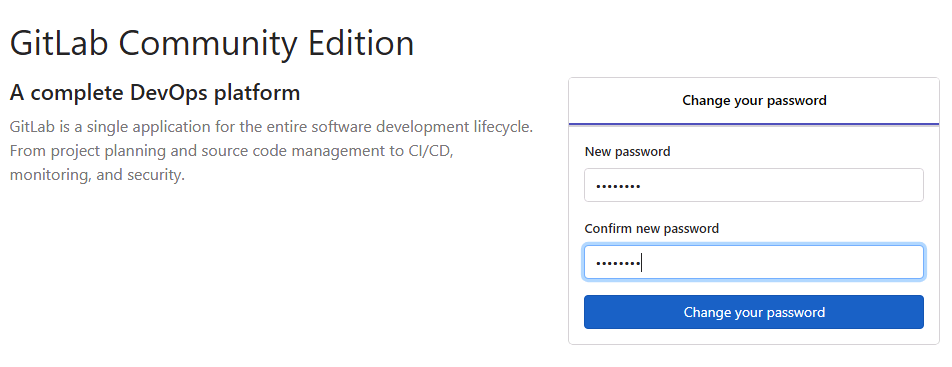 GitLab Community Edition
A complete DevOps platform
GitLab is a single application for the entire software development lifecycle.
From project planning and source code management to CI/CD,
monitoring, and security.
Change your password
New password
••••••••
Confirm new password
••••••••
Change your password